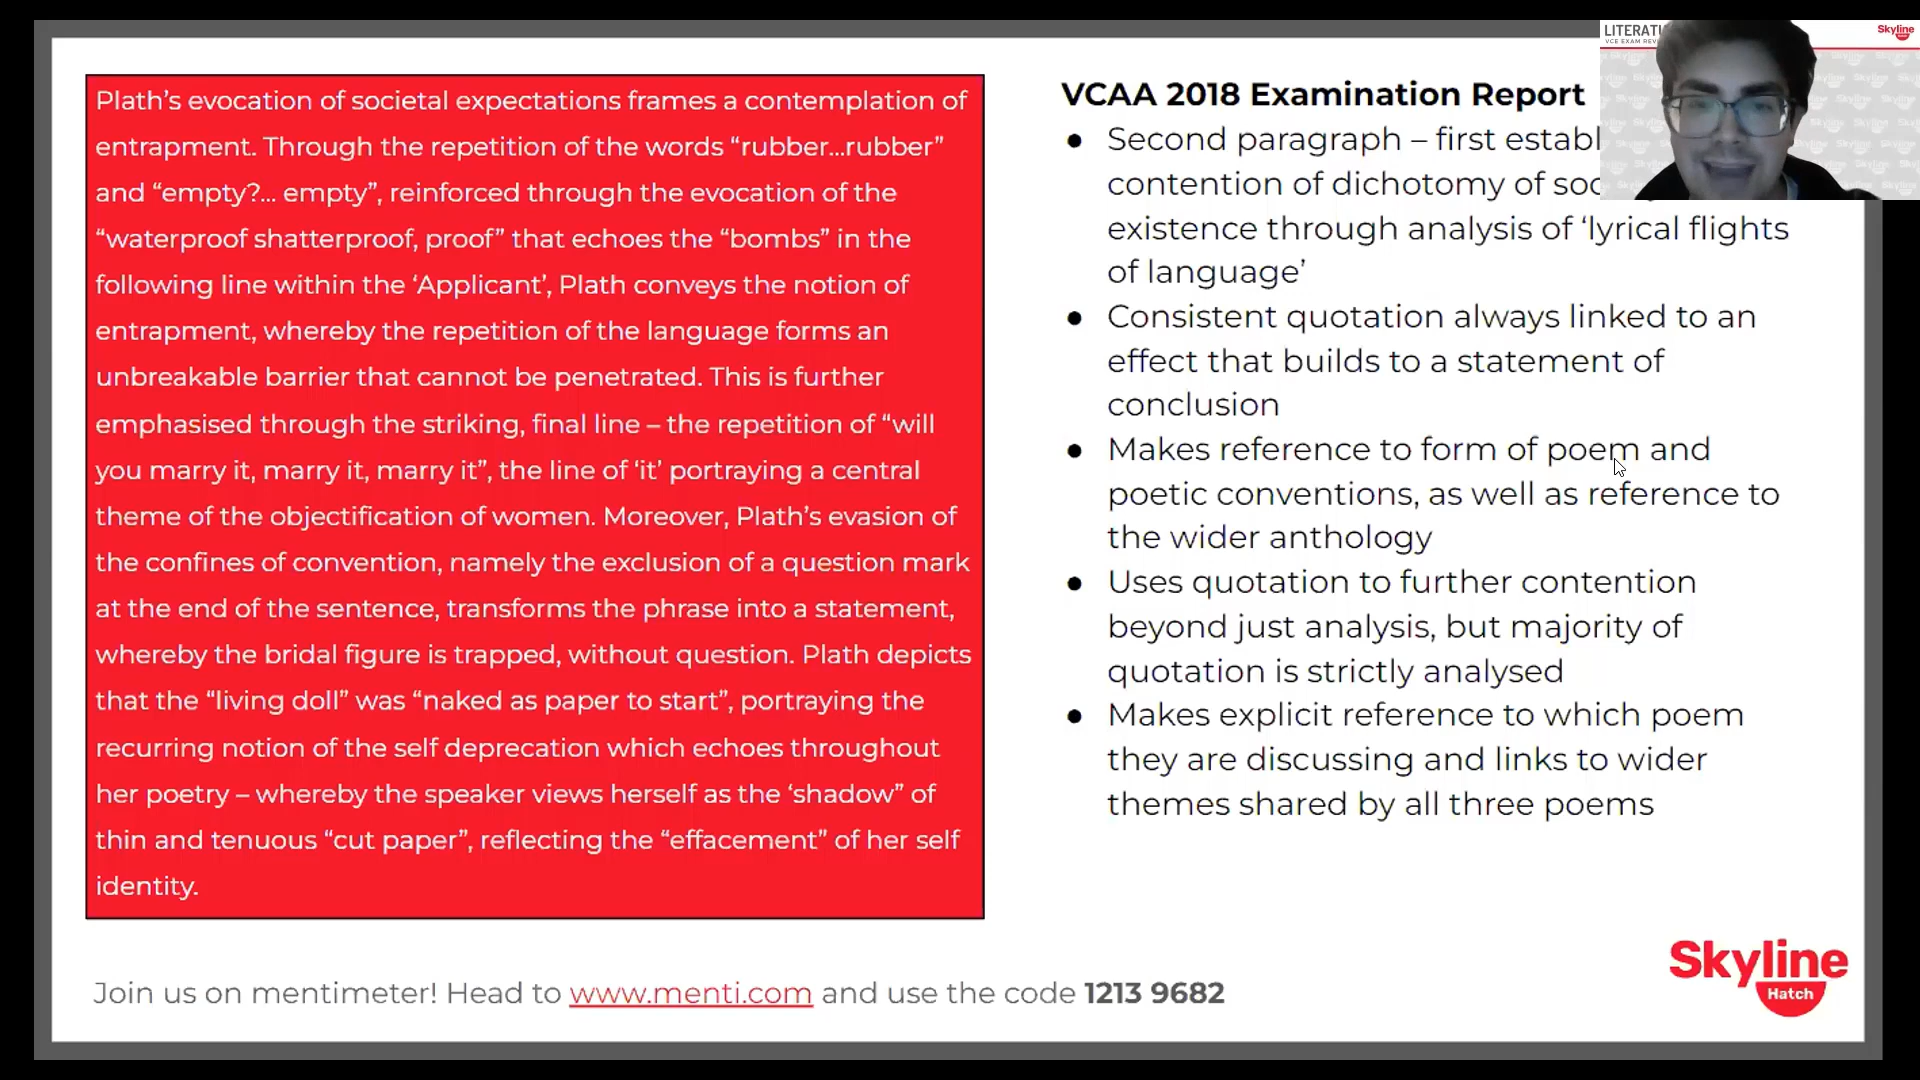 Plath’s evocation of societal expectations frames a contemplation of
entrapment. Through the repetition of the words “rubber...rubber”
and “empty?... empty”, reinforced through the evocation of the
“waterproof shatterproof, proof” that echoes the “bombs” in the
following line within the ‘Applicant’, Plath conveys the notion of
entrapment, whereby the repetition of the language forms an
unbreakable barrier that cannot be penetrated. This is further
emphasised through the striking, final line – the repetition of “will
you marry it, marry it, marry it”, the line of ‘it’ portraying a central
theme of the objectification of women. Moreover, Plath’s evasion of
the confines of convention, namely the exclusion of a question mark
at the end of the sentence, transforms the phrase into a statement,
whereby the bridal figure is trapped, without question. Plath depicts
that the “living doll” was “naked as paper to start”, portraying the
recurring notion of the self deprecation which echoes throughout
her poetry – whereby the speaker views herself as the ‘shadow” of
thin and tenuous “cut paper”, reflecting the “effacement” of her self
identity.
VCAA 2018 Examination Report
● Second paragraph – first establ
contention of dichotomy of soc
existence through analysis of ‘lyrical flights
of language’
● Consistent quotation always linked to an
effect that builds to a statement of
conclusion
● Makes reference to form of poem and
poetic conventions, as well as reference to
the wider anthology
● Uses quotation to further contention
beyond just analysis, but majority of
quotation is strictly analysed
● Makes explicit reference to which poem
they are discussing and links to wider
themes shared by all three poems
LITERATU
VCE EXAM REV
Skyline
Join us on mentimeter! Head to www.menti.com and use the code 1213 9682
Skyline
Hatch